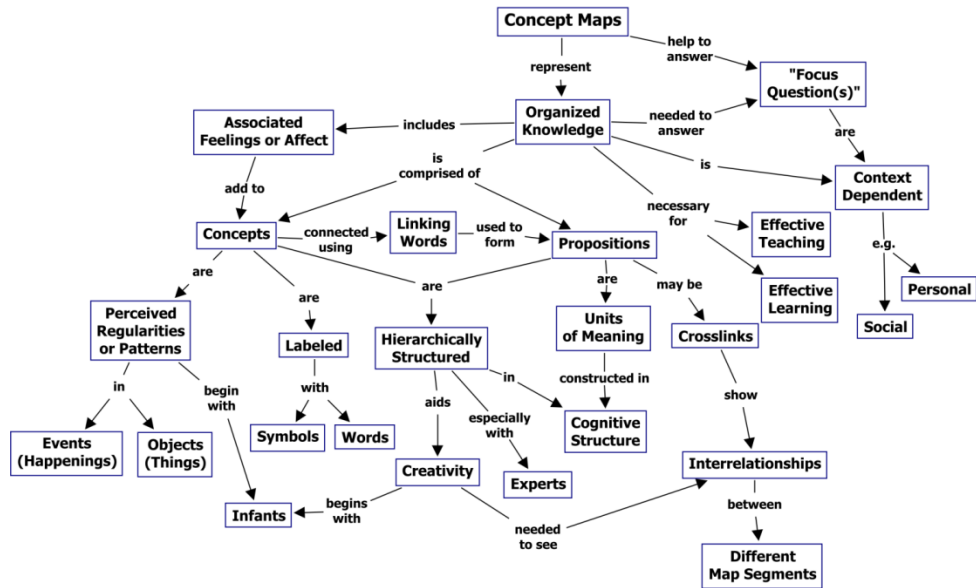 Concept Maps
help to
answer
represent
"Focus
Question(s)"
Associated
Feelings or Affect
includes
Organized
Knowledge
needed to
answer
are
is
comprised of
is
Context
Dependent
add to
necessary
for
Concepts
connected
using
Linking
Words
used to
form
Propositions
Effective
Teaching
e.g.
are
are
are
are
may be
Effective
Learning
Personal
Social
Perceived
Regularities
or Patterns
Labeled
Hierarchically
Structured
Units
of Meaning
Crosslinks
in
begin
with
with
aids
in
constructed in
show
especially
with
Events
(Happenings)
Objects
(Things)
Symbols
Words
Cognitive
Structure
Creativity
Experts
Interrelationships
Infants
begins
with
needed
to see
between
Different
Map Segments